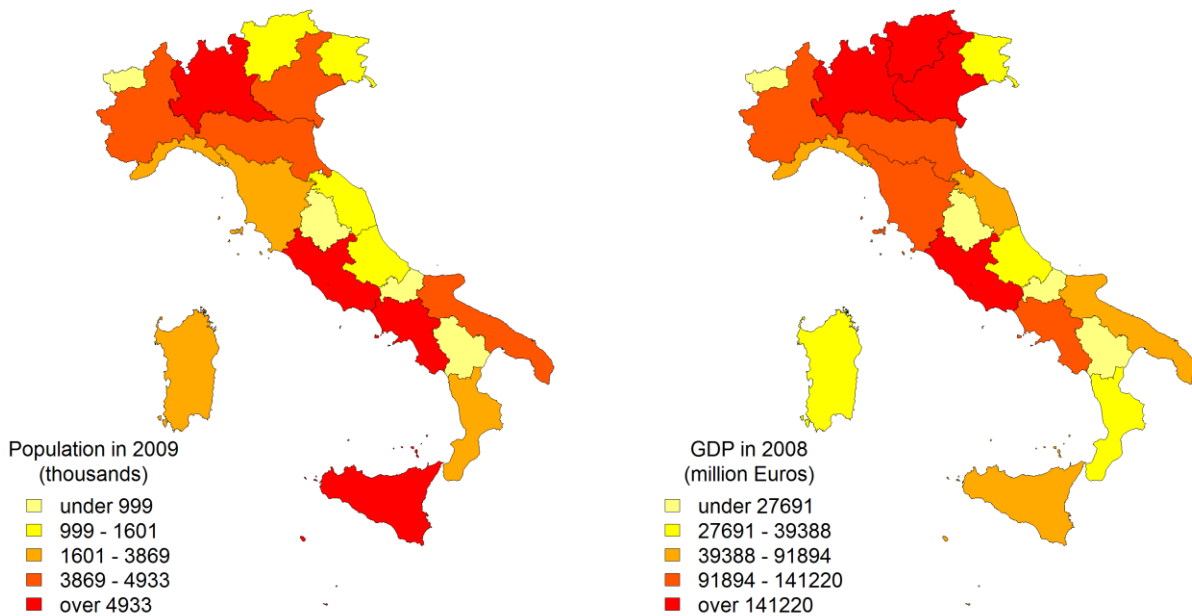 Population in 2009
(thousands)
under 999
999 - 1601
1601 - 3869
3869 - 4933
over 4933
GDP in 2008
(million Euros)
under 27691
27691 - 39388
39388 - 91894
91894 - 141220
over 141220